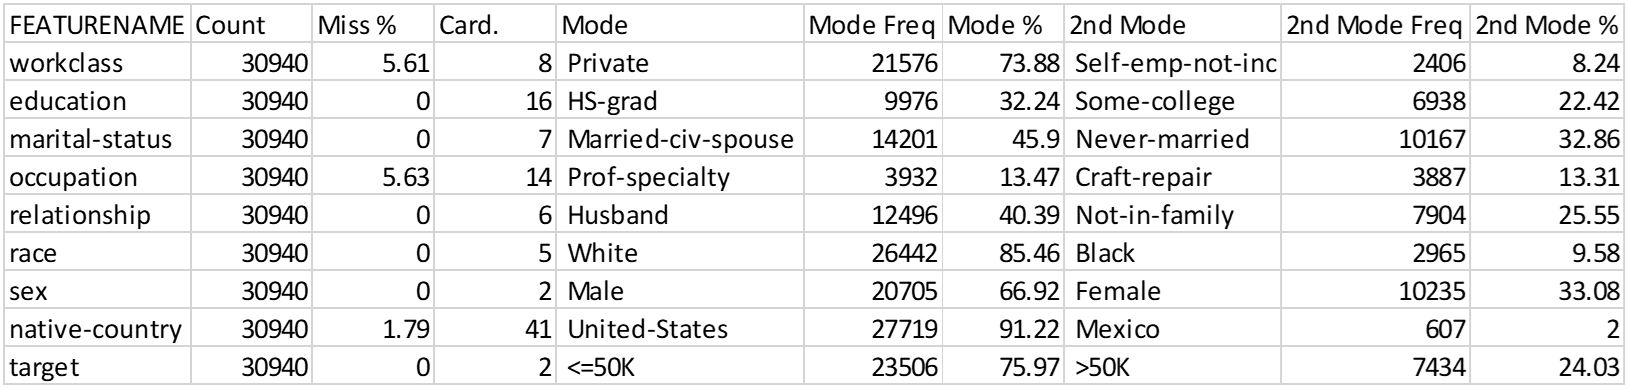 FEATURENAME Count Miss % Card. Mode Mode Freq Mode % 2nd Mode 2nd Mode Freq 2nd Mode %
workclass 30940 5.61 8 Private 21576 73.88 Self-emp-not-inc 2406 8.24
education 30940 0 16 HS-grad 9976 32.24 Some-college 6938 22.42
marital-status 30940 0 7 Married-civ-spouse 14201 45.9 Never-married 10167 32.86
occupation 30940 5.63 14 Prof-specialty 3932 13.47 Craft-repair 3887 13.31
relationship 30940 0 6 Husband 12496 40.39 Not-in-family 7904 25.55
race 30940 0 5 White 26442 85.46 Black 2965 9.58
sex 30940 0 2 Male 20705 66.92 Female 10235 33.08
native-country 30940 1.79 41 United-States 27719 91.22 Mexico 607 2
target 30940 0 2 <=50K 23506 75.97 >50K 7434 24.03